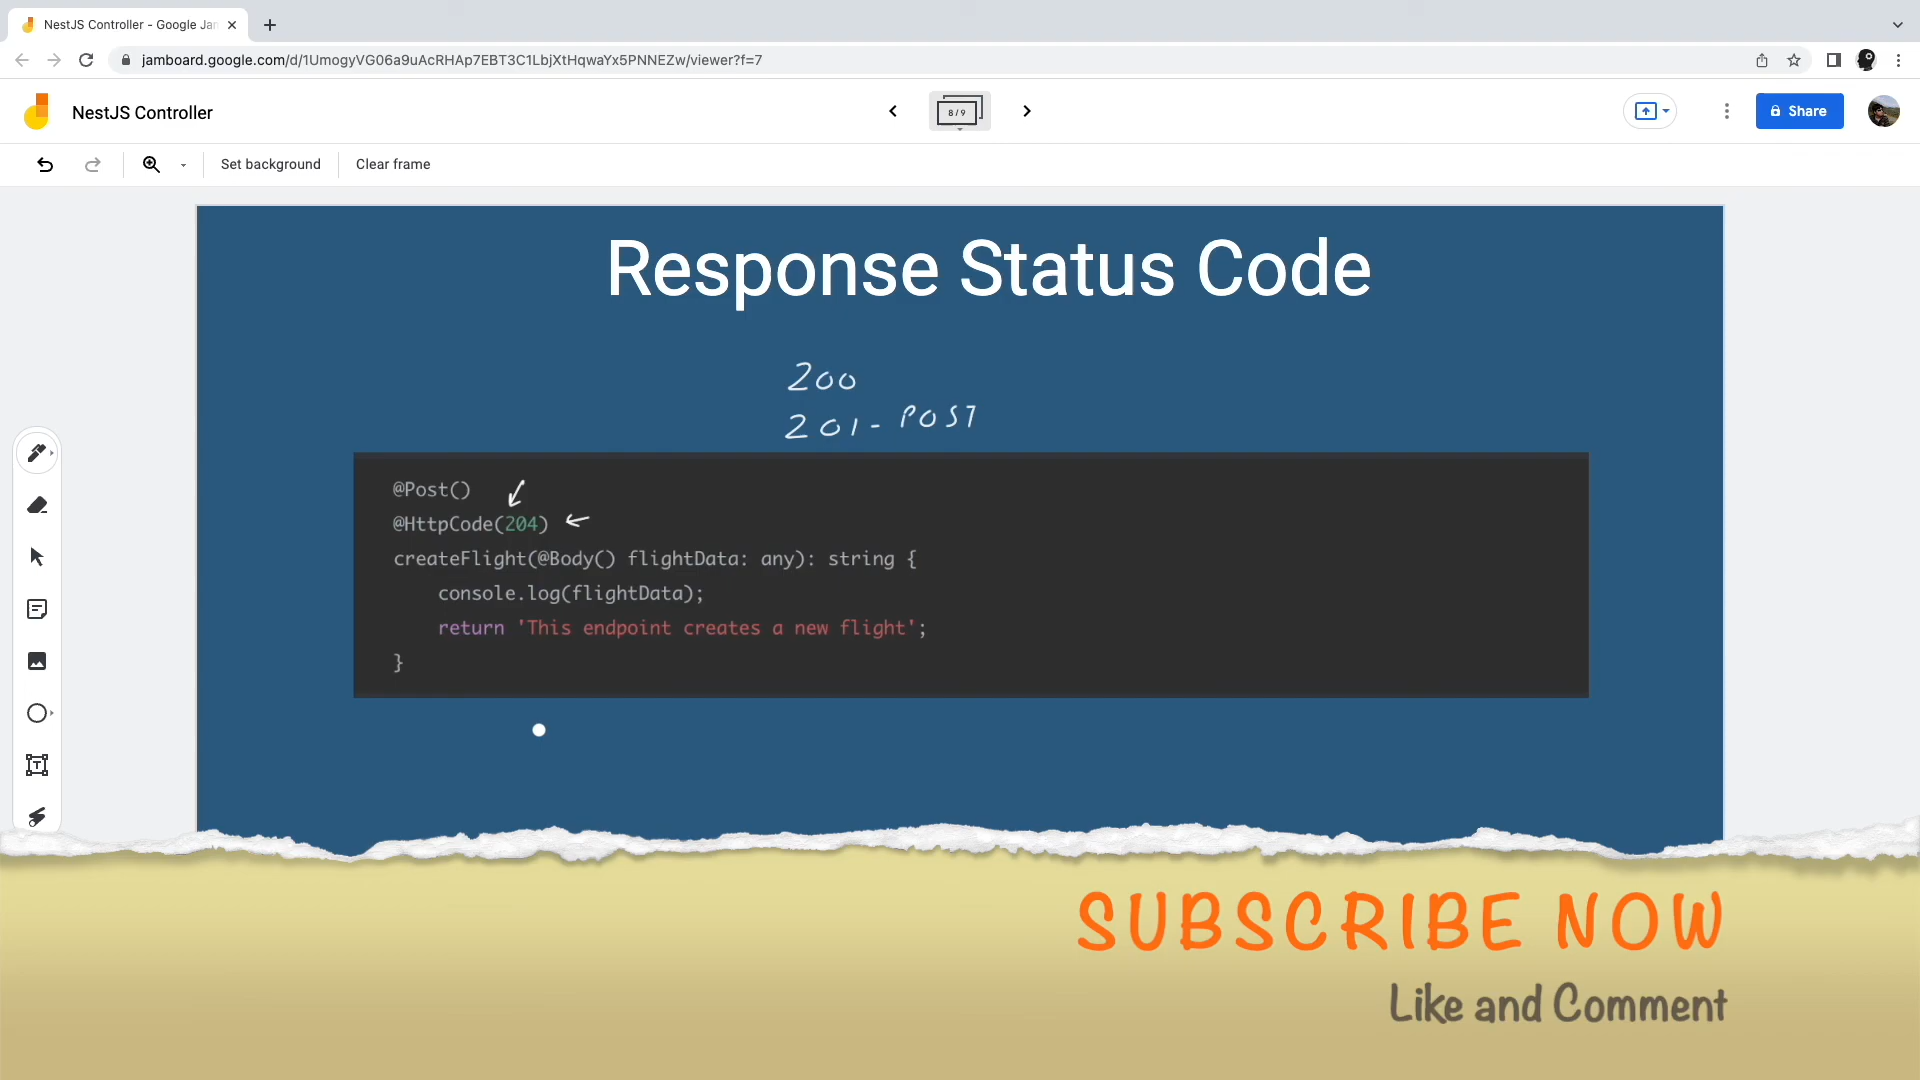 NestJS Controller - Google Jam
jamboard.google.com/d/1UmogyVG06a9uAcRHAp7EBT3C1LbjXtHqwaYx5PNNEZw/viewer?f=7
NestJS Controller
8 / 9
Share
Set background
Clear frame
Response Status Code
200
201- POST
@Post()
@HttpCode(204)
createFlight(@Body() flightData: any): string {
console.log(flightData);
return 'This endpoint creates a new flight';
}
SUBSCRIBE NOW
Like and Comment